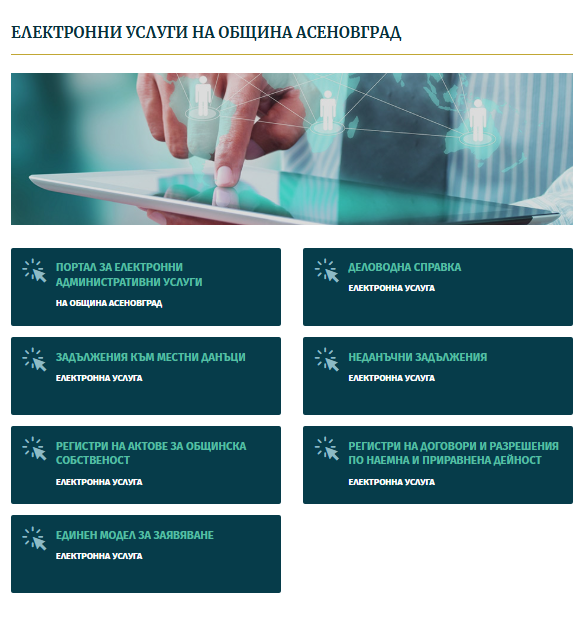 ЕЛЕКТРОННИ УСЛУГИ НА ОБЩИНА АСЕНОВГРАД
ПОРТАЛ ЗА ЕЛЕКТРОННИ
АДМИНИСТРАТИВНИ УСЛУГИ
НА ОБЩИНА АСЕНОВГРАД
ДЕЛОВОДНА СПРАВКА
ЕЛЕКТРОННА УСЛУГА
ЗАДЪЛЖЕНИЯ КЪМ МЕСТНИ ДАНЪЦИ
ЕЛЕКТРОННА УСЛУГА
НЕДАНЪЧНИ ЗАДЪЛЖЕНИЯ
ЕЛЕКТРОННА УСЛУГА
РЕГИСТРИ НА АКТОВЕ ЗА ОБЩИНСКА
СОБСТВЕНОСТ
ЕЛЕКТРОННА УСЛУГА
РЕГИСТРИ НА ДОГОВОРИ И РАЗРЕШЕНИЯ
ПО НАЕМНА И ПРИРАВНЕНА ДЕЙНОСТ
ЕЛЕКТРОННА УСЛУГА
ЕДИНЕН МОДЕЛ ЗА ЗАЯВЯВАНЕ
ЕЛЕКТРОННА УСЛУГА